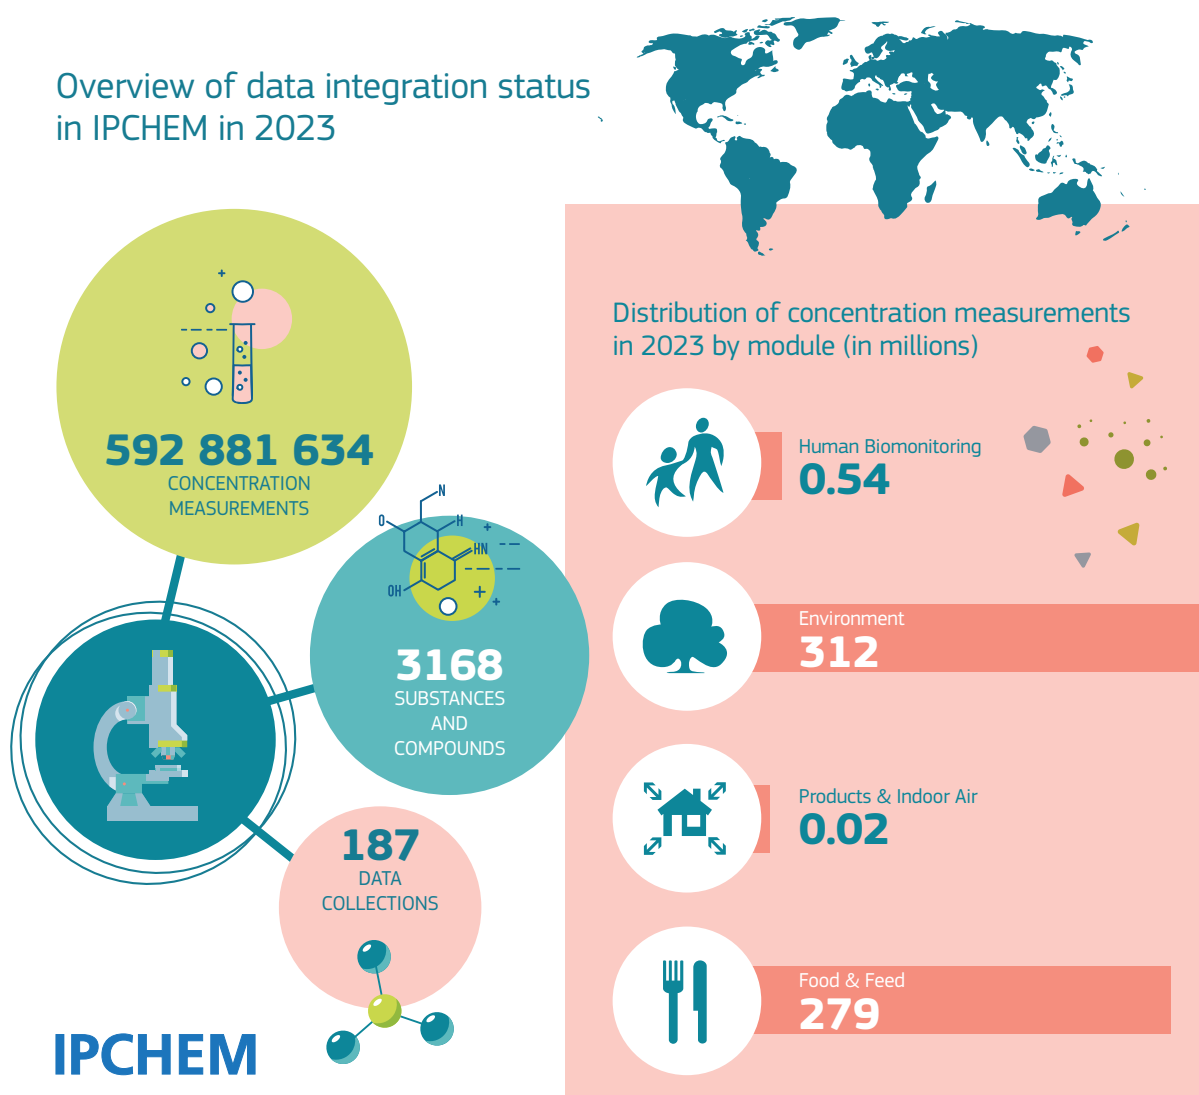 Overview of data integration status
in IPCHEM in 2023
592 881 634
CONCENTRATION
MEASUREMENTS
N
O
H
HN
OH
3168
SUBSTANCES
AND
COMPOUNDS
187
DATA
COLLECTIONS
IPCHEM
Distribution of concentration measurements
in 2023 by module (in millions)
Human Biomonitoring
0.54
Environment
312
Products & Indoor Air
0.02
Food & Feed
279